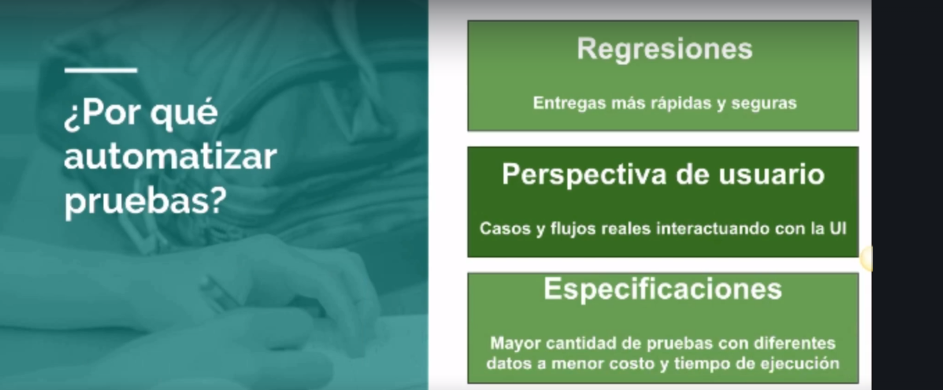 ¿Por qué
automatizar
pruebas?
Regresiones
Entregas más rápidas y seguras
Perspectiva de usuario
Casos y flujos reales interactuando con la UI
Especificaciones
Mayor cantidad de pruebas con diferentes
datos a menor costo y tiempo de ejecución